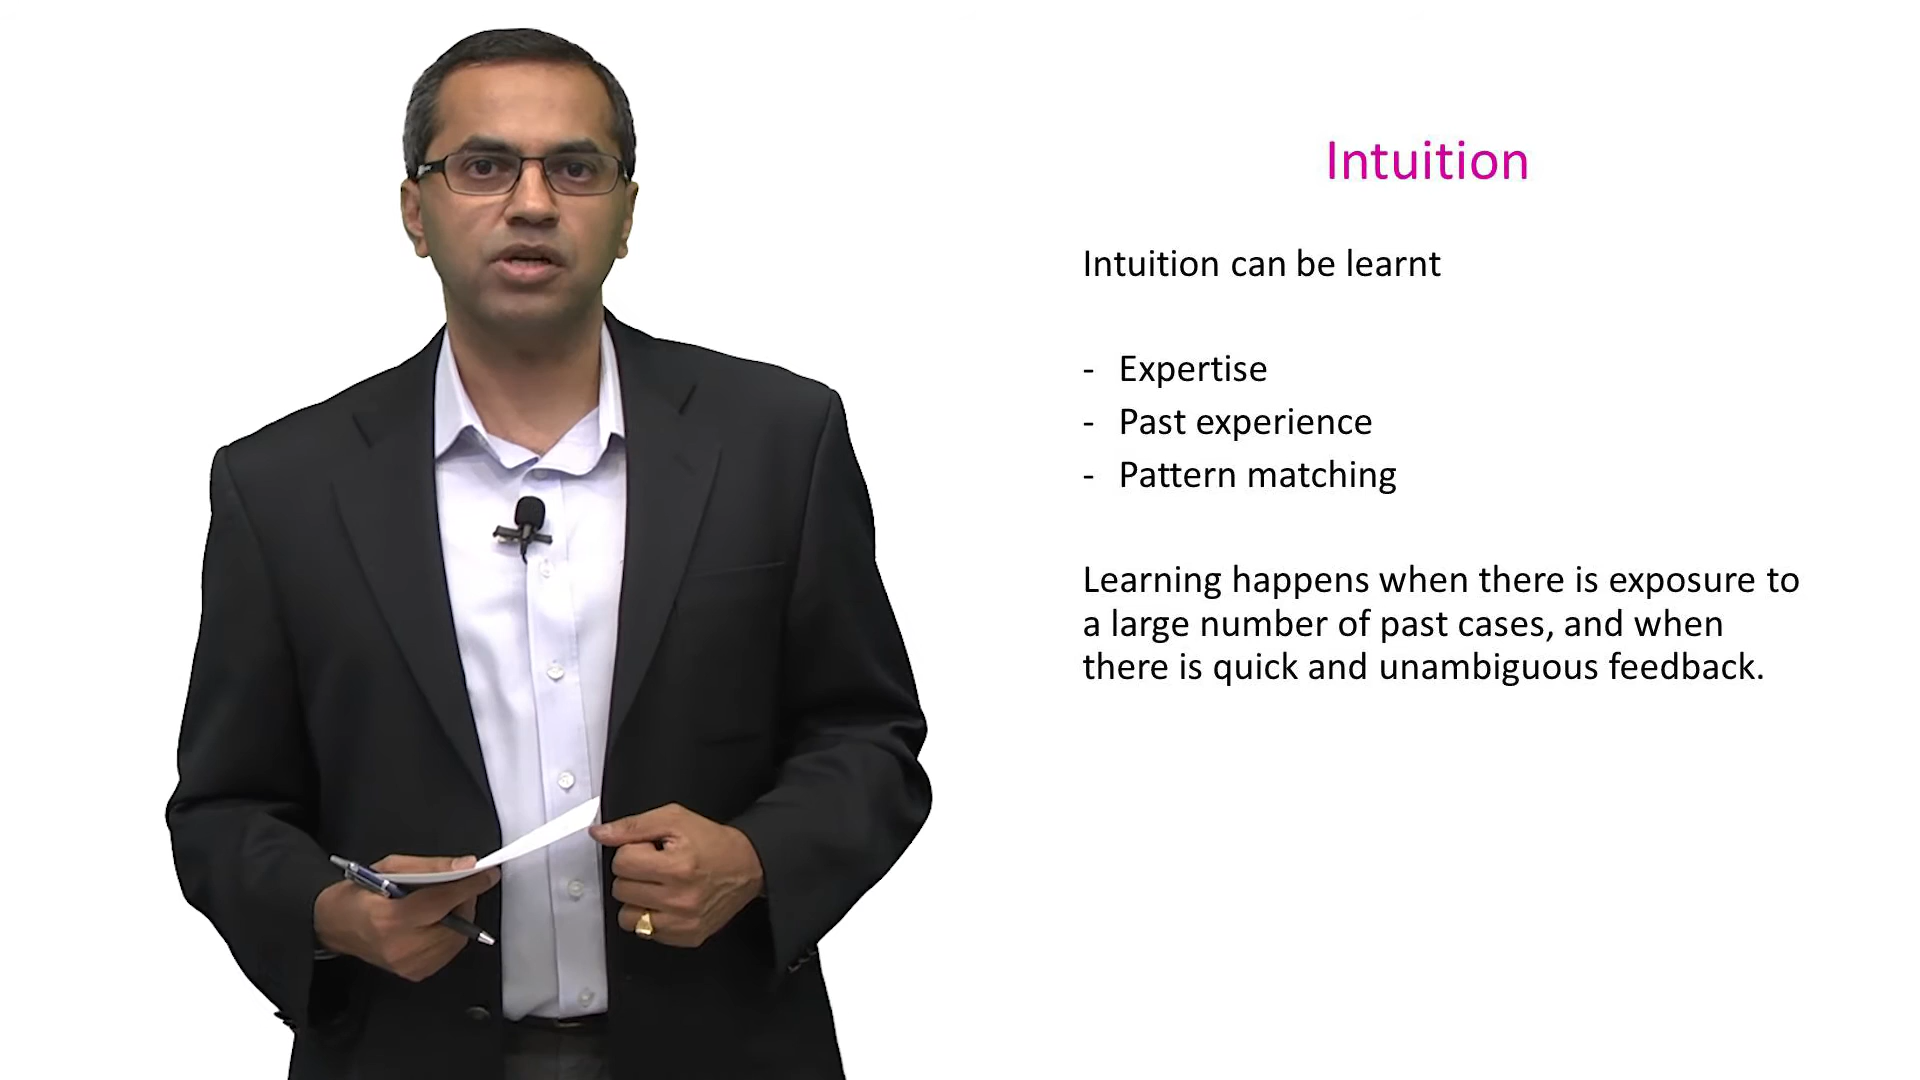 Intuition
Intuition can be learnt
- Expertise
- Past experience
- Pattern matching
Learning happens when there is exposure to
a large number of past cases, and when
there is quick and unambiguous feedback.